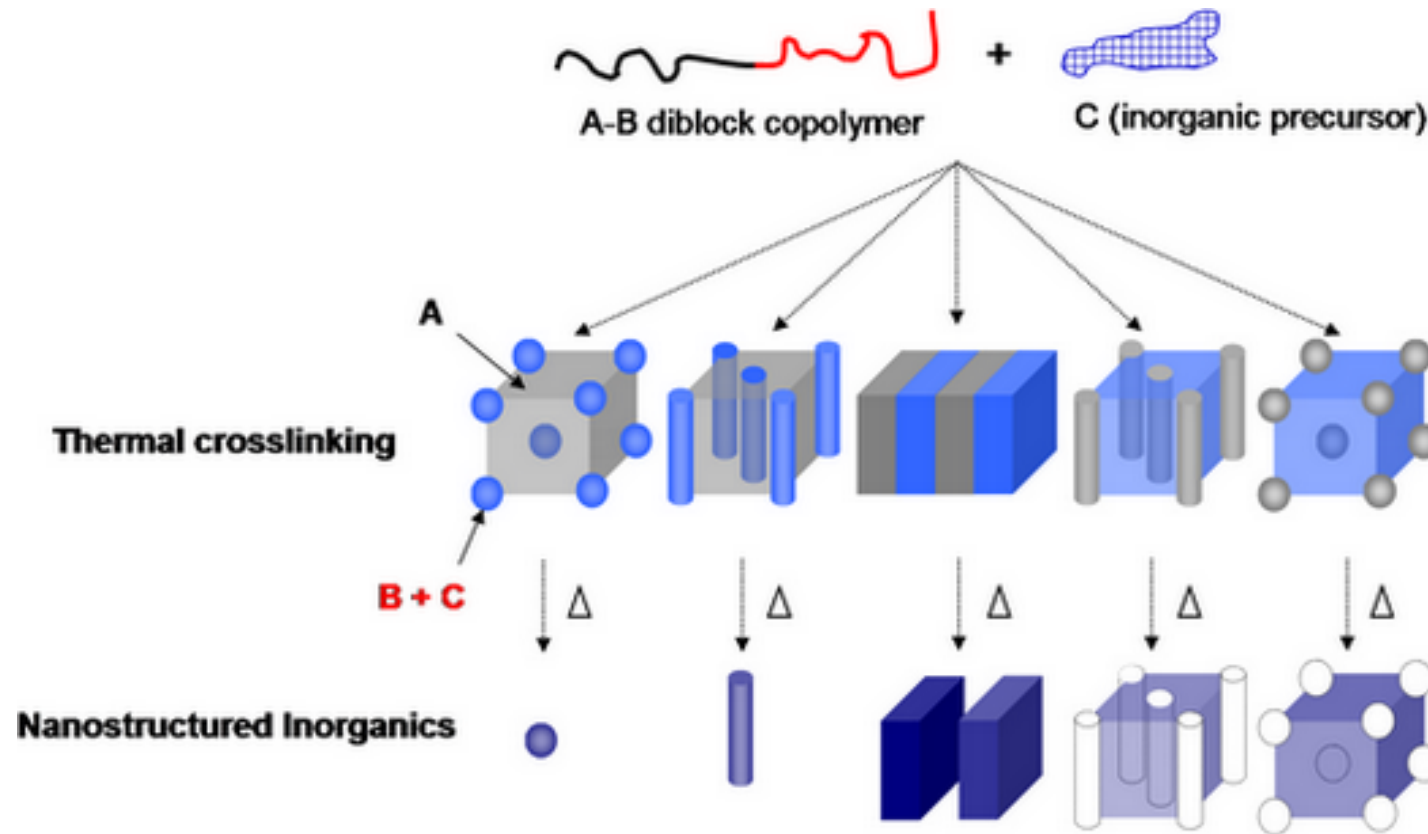 +
A-B diblock copolymer
C (inorganic precursor)
A
Thermal crosslinking
B + C
Δ Δ Δ Δ Δ
Nanostructured Inorganics